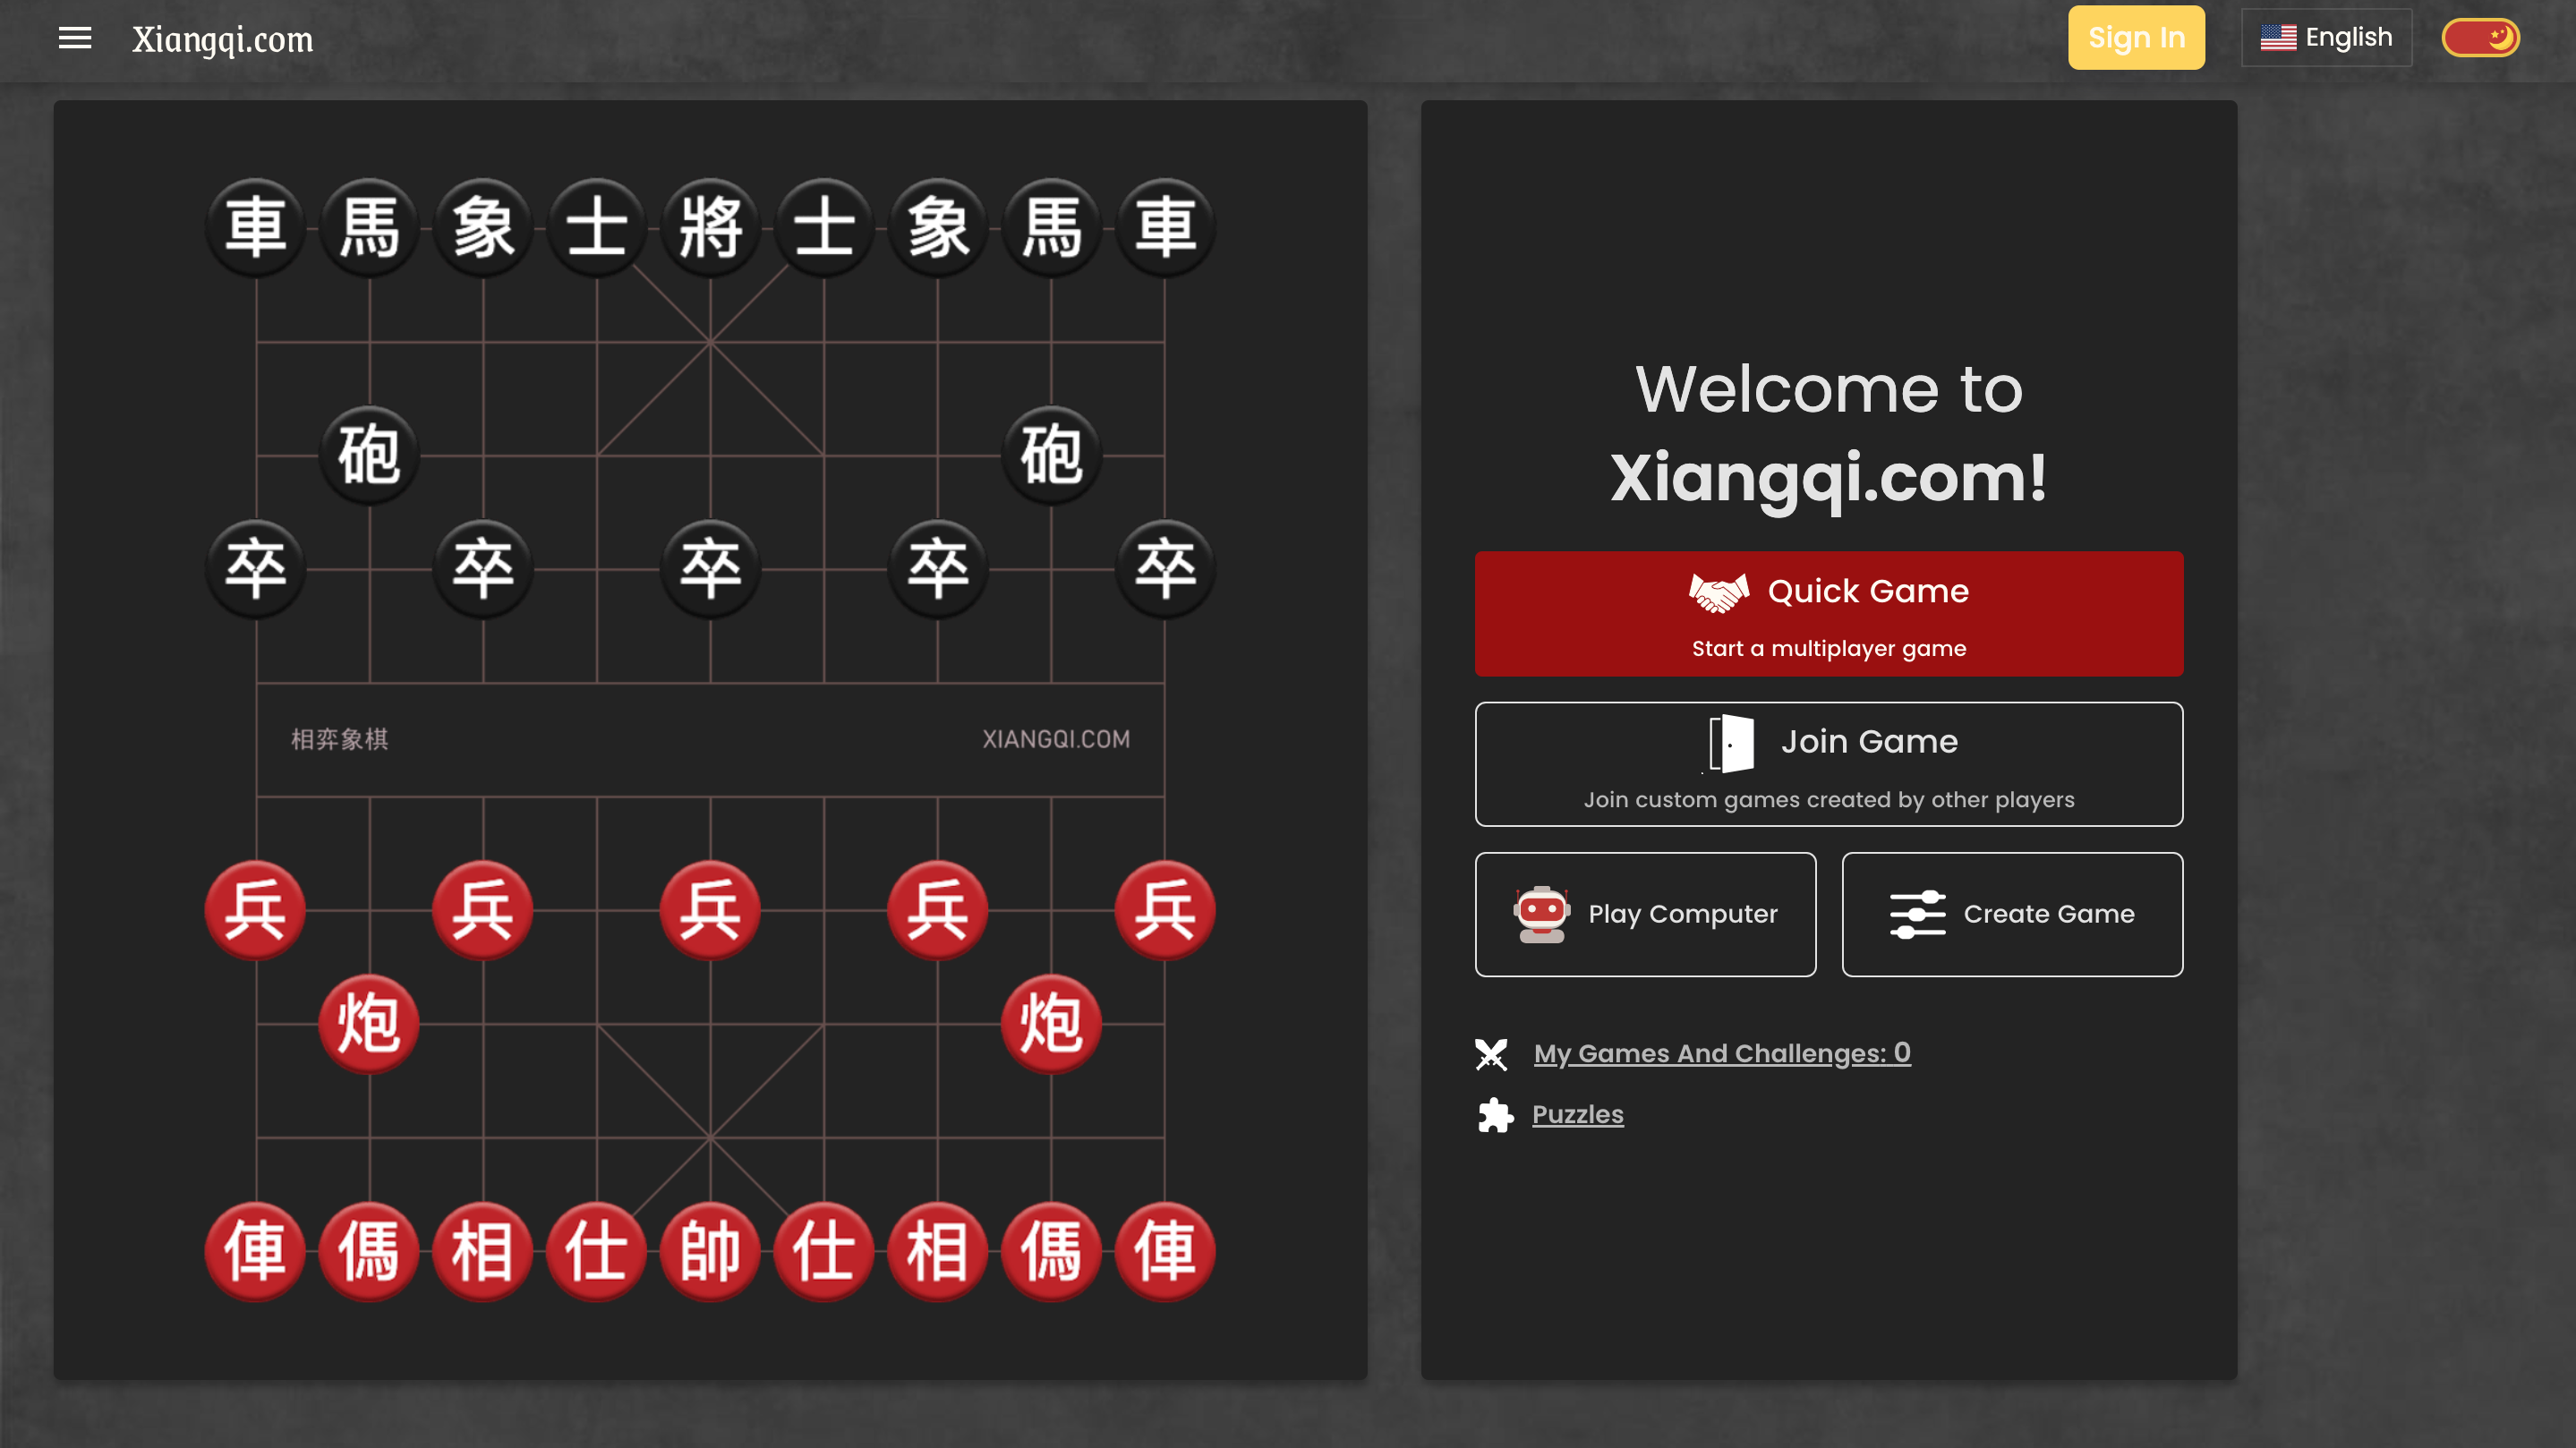 Xiangqi.com
Sign In
English
車 馬 象 士 將 士 象 馬 車
砲 砲
卒 卒 卒 卒 卒
相弈象棋
XIANGQI.COM
兵 兵 兵 兵 兵
炮 炮
俥 傌 相 仕 帥 仕 相 傌 俥
Welcome to
Xiangqi.com!
Quick Game
Start a multiplayer game
Join Game
Join custom games created by other players
Play Computer
Create Game
My Games And Challenges: 0
Puzzles